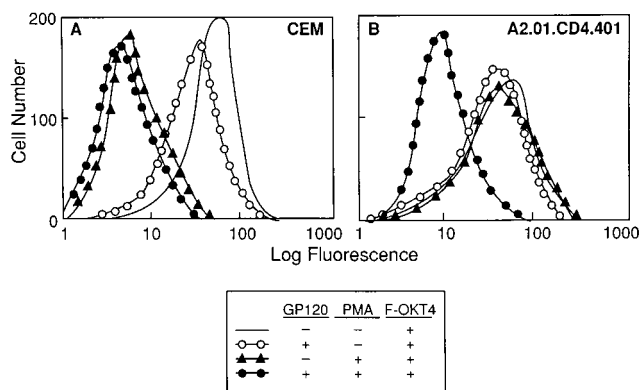 A CEM
B A2.01.CD4.401
200
100
0
Cell Number
1 10 100 1000
1 10 100 1000
Log Fluorescence
GP120 PMA F-OKT4
− − +
+ − +
− + +
+ + +